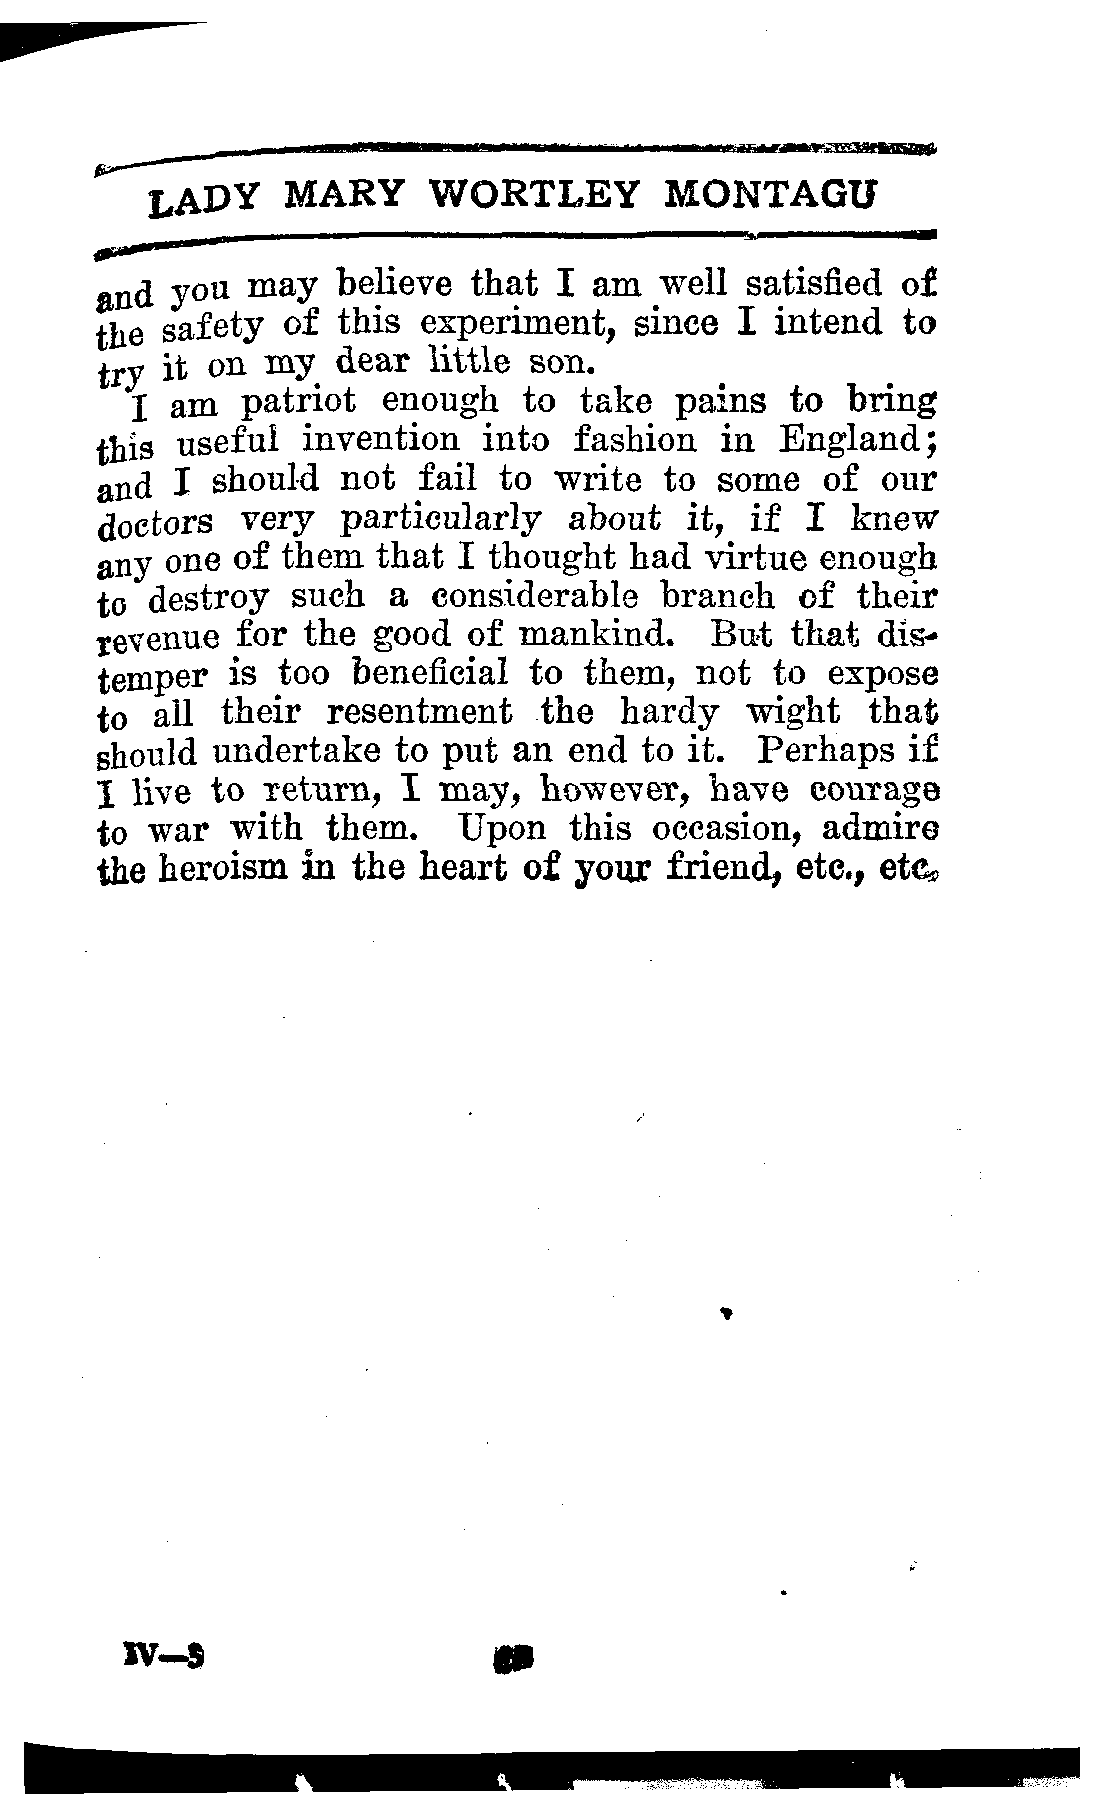 LADY MARY WORTLEY MONTAGU
and you may believe that I am well satisfied of
the safety of this experiment, since I intend to
try it on my dear little son.
I am patriot enough to take pains to bring
this useful invention into fashion in England;
and I should not fail to write to some of our
doctors very particularly about it, if I knew
any one of them that I thought had virtue enough
to destroy such a considerable branch of their
revenue for the good of mankind. But that dis-
temper is too beneficial to them, not to expose
to all their resentment the hardy wight that
should undertake to put an end to it. Perhaps if
I live to return, I may, however, have courage
to war with them. Upon this occasion, admire
the heroism in the heart of your friend, etc., etc.